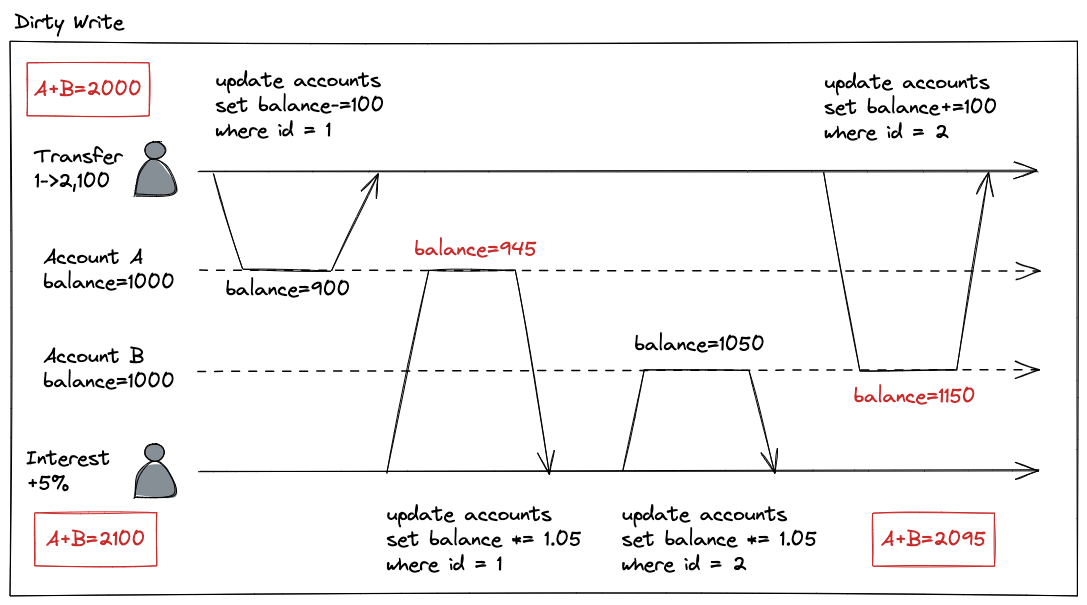 Dirty Write
A+B=2000
update accounts
set balance-=100
where id = 1
update accounts
set balance+=100
where id = 2
Transfer
1->2,100
Account A
balance=1000
balance=900
balance=945
Account B
balance=1000
balance=1050
balance=1150
Interest
+5%
A+B=2100
update accounts
set balance *= 1.05
where id = 1
update accounts
set balance *= 1.05
where id = 2
A+B=2095